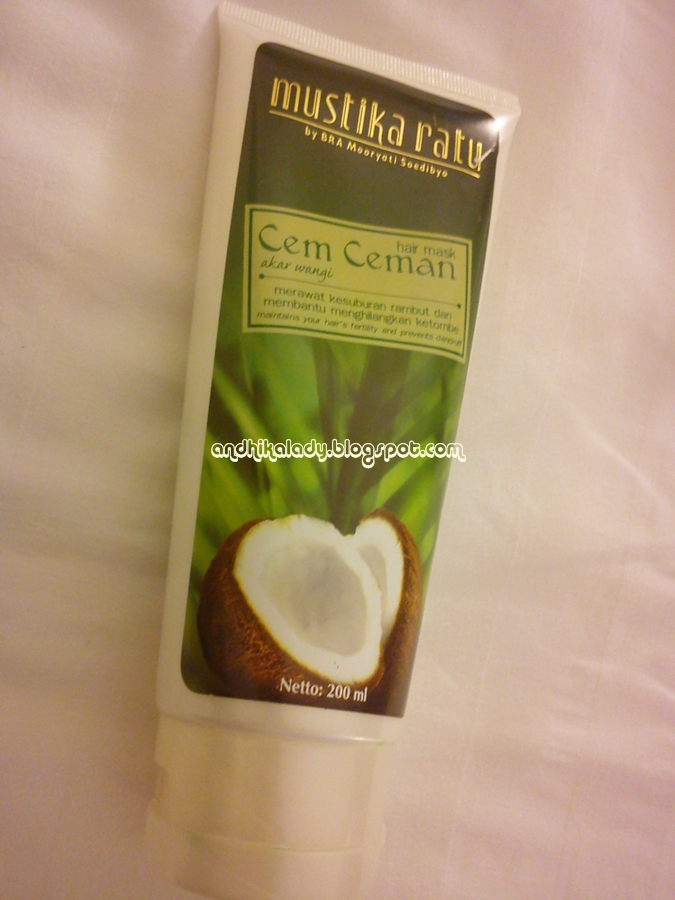 mustika ratu
by BRA Mooryati Soedibyo
hair mask
Cem Ceman
akar wangi
merawat kesuburan rambut dan
membantu menghilangkan ketombe
maintains your hair's fertility and prevents dandruff
andhikalady.blogspot.com
Netto: 200 ml